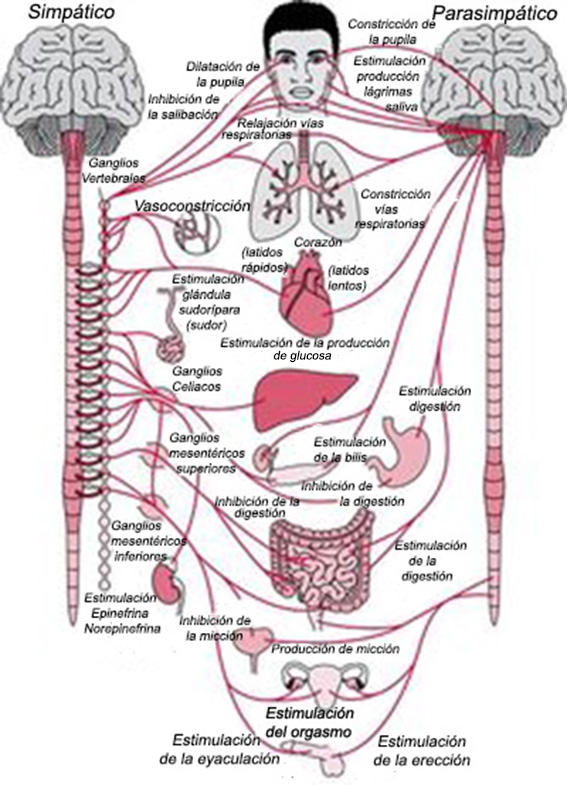 Simpático
Parasimpático
Constricción de
la pupila
Dilatación de
la pupila
Estimulación
producción
lágrimas
saliva
Inhibición de
la salibación
Relajación vías
respiratorias
Ganglios
Vertebrales
Constricción
vías
respiratorias
Vasoconstricción
Corazón
(latidos
rápidos)
(latidos
lentos)
Estimulación
glándula
sudorípara
(sudor)
Estimulación de la producción
de glucosa
Ganglios
Celiacos
Estimulación
digestión
Ganglios
mesentéricos
superiores
Estimulación
de la bilis
Inhibición de
la digestión
Inhibición de la
digestión
Ganglios
mesentéricos
inferiores
Estimulación
de la
digestión
Estimulación
Epinefrina
Norepinefrina
Inhibición de
la micción
Producción de micción
Estimulación
del orgasmo
Estimulación
de la eyaculación
Estimulación
de la erección